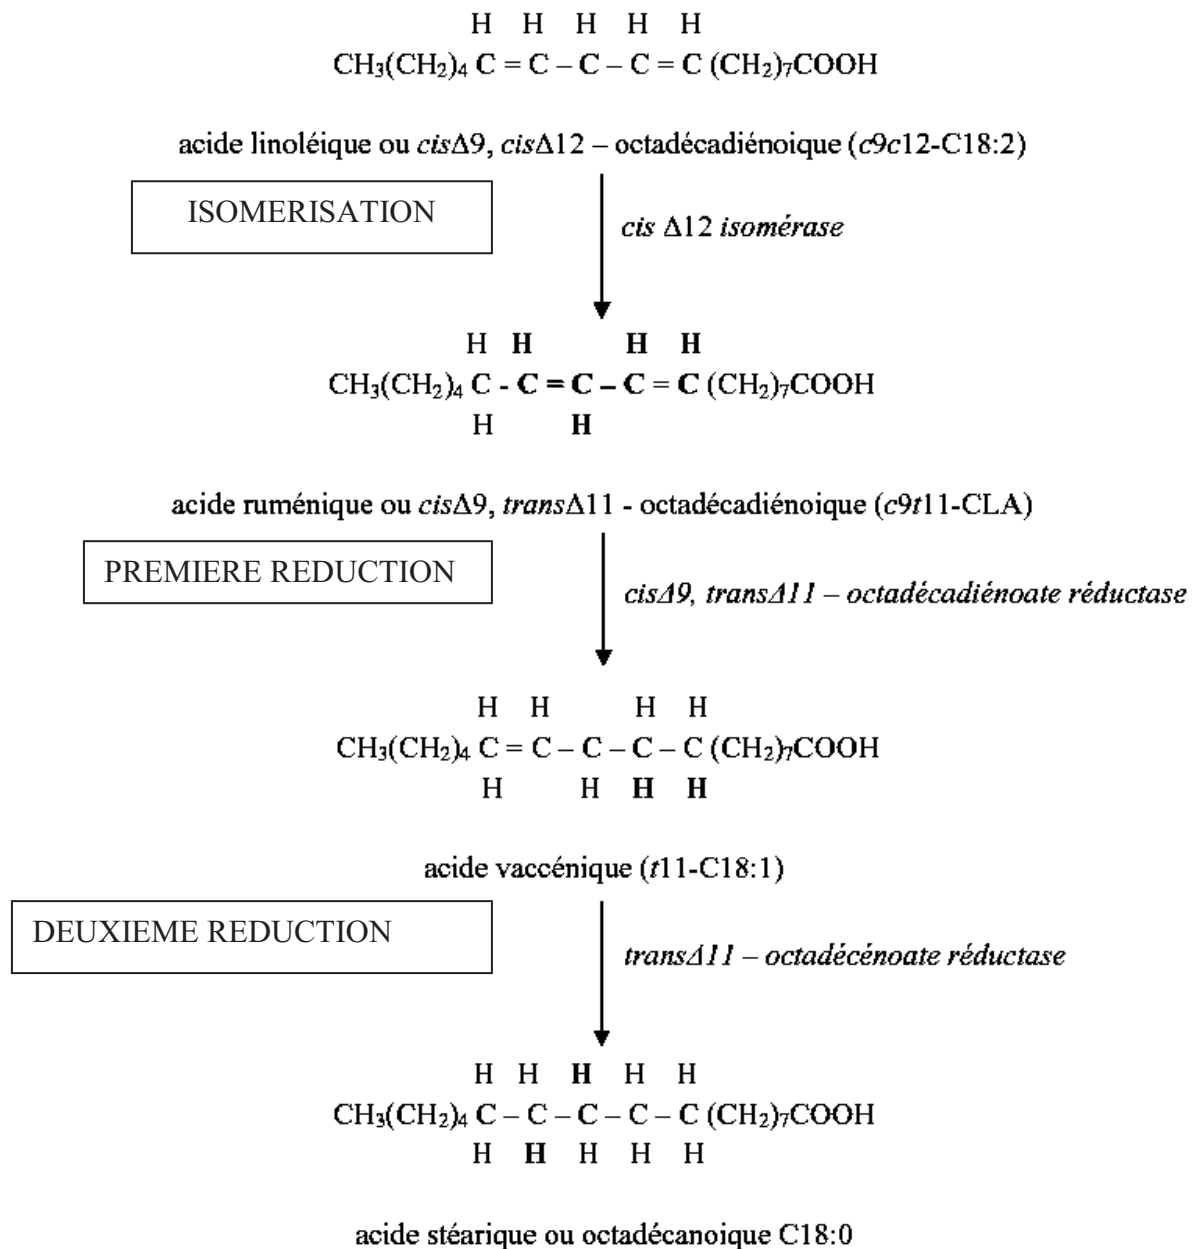 H H H H H
CH₃(CH₂)₄ C = C – C – C = C (CH₂)₇COOH
acide linoléique ou cisΔ9, cisΔ12 – octadécadiénoique (c9c12-C18:2)
ISOMERISATION
cis Δ12 isomérase
H H H H
CH₃(CH₂)₄ C - C = C – C = C (CH₂)₇COOH
H H
acide ruménique ou cisΔ9, transΔ11 - octadécadiénoique (c9t11-CLA)
PREMIERE REDUCTION
cisΔ9, transΔ11 – octadécadiénoate réductase
H H H H
CH₃(CH₂)₄ C = C – C – C – C (CH₂)₇COOH
H H H H
acide vaccénique (t11-C18:1)
DEUXIEME REDUCTION
transΔ11 – octadécénoate réductase
H H H H H
CH₃(CH₂)₄ C – C – C – C – C (CH₂)₇COOH
H H H H H
acide stéarique ou octadécanoique C18:0